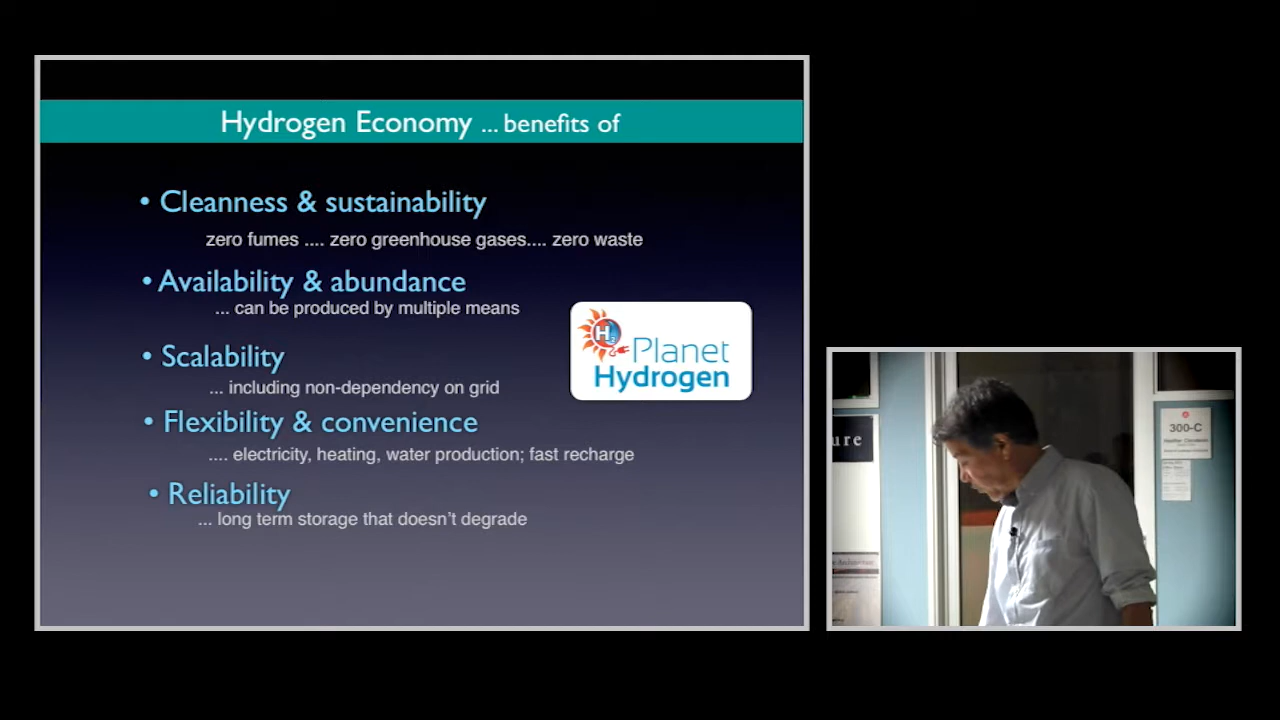 Hydrogen Economy ... benefits of
• Cleanness & sustainability
zero fumes .... zero greenhouse gases.... zero waste
• Availability & abundance
... can be produced by multiple means
• Scalability
... including non-dependency on grid
• Flexibility & convenience
.... electricity, heating, water production; fast recharge
• Reliability
... long term storage that doesn't degrade
H2
Planet
Hydrogen
ure
300-C